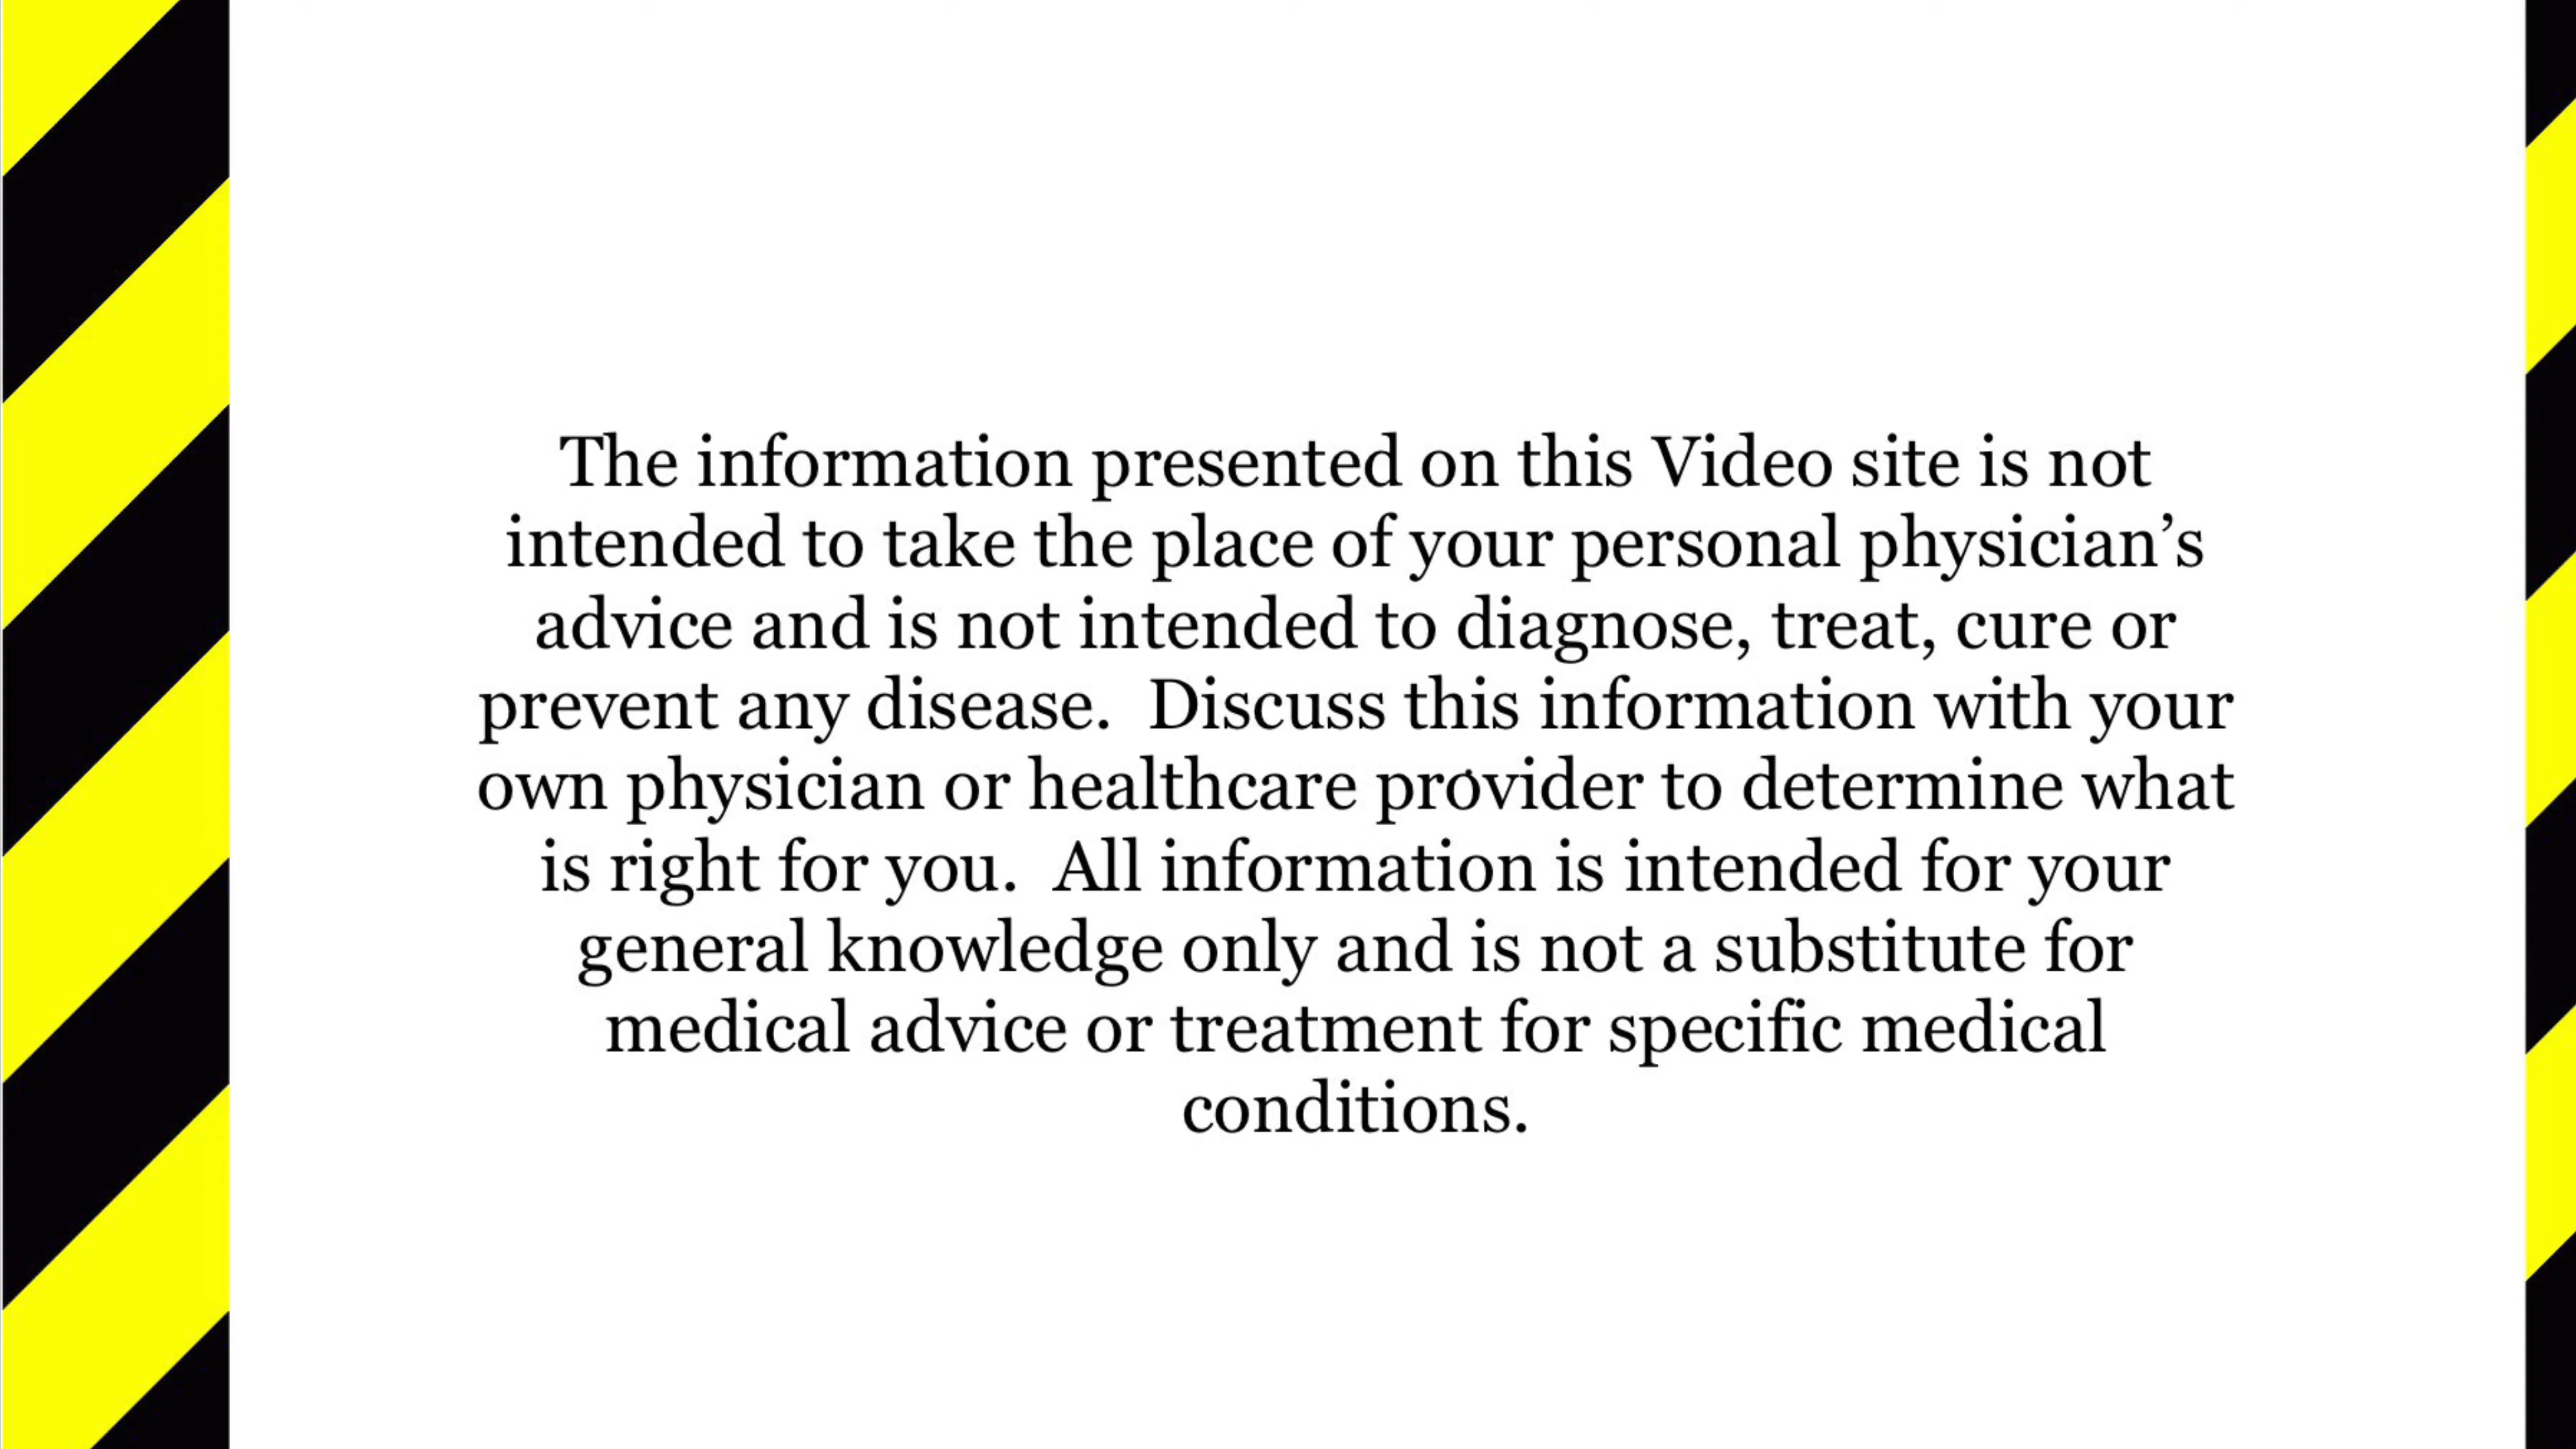 The information presented on this Video site is not
intended to take the place of your personal physician’s
advice and is not intended to diagnose, treat, cure or
prevent any disease.  Discuss this information with your
own physician or healthcare provider to determine what
is right for you.  All information is intended for your
general knowledge only and is not a substitute for
medical advice or treatment for specific medical
conditions.